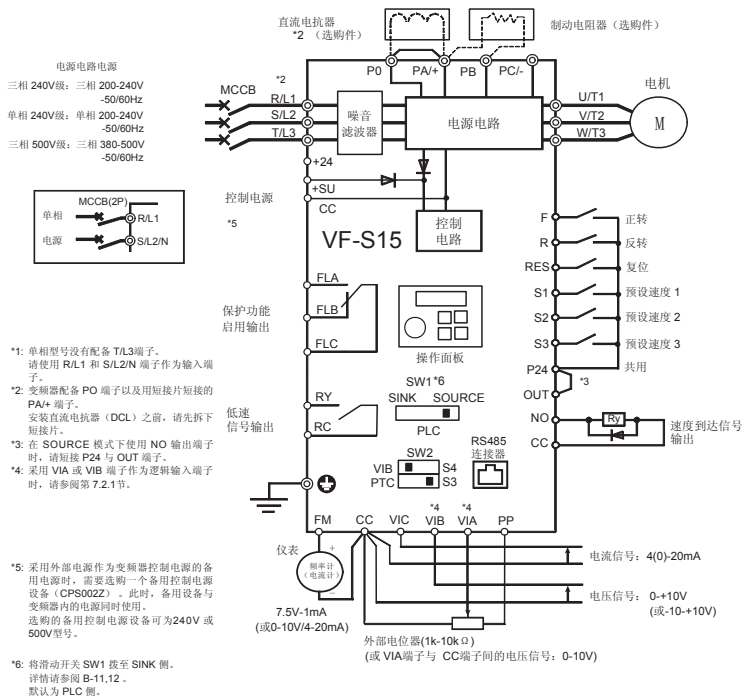 直流电抗器
*2 （选购件）
制动电阻器（选购件）
电源电路电源
三相 240V级：三相 200-240V
-50/60Hz
单相 240V级：单相 200-240V
-50/60Hz
三相 500V级：三相 380-500V
-50/60Hz
MCCB
*2
P0
PA/+
PB
PC/-
R/L1
S/L2
T/L3
噪音
滤波器
电源电路
U/T1
V/T2
W/T3
电机
M
+24
+SU
CC
控制电源
*5
控制
电路
VF-S15
MCCB(2P)
单相
R/L1
电源
S/L2/N
F
正转
R
反转
RES
复位
S1
预设速度 1
S2
预设速度 2
S3
预设速度 3
P24
共用
*3
OUT
FLA
FLB
FLC
保护功能
启用输出
操作面板
SW1*6
SINK
SOURCE
PLC
RY
RC
低速
信号输出
NO
CC
Ry
速度到达信号
输出
SW2
VIB
S4
PTC
S3
RS485
连接器
*4
*4
FM
CC
VIC
VIB
VIA
PP
仪表
+
频率计
（电流计）
−
7.5V-1mA
(或0-10V/4-20mA)
电流信号：4(0)-20mA
电压信号：0-+10V
(或-10-+10V)
外部电位器(1k-10kΩ)
(或 VIA端子与 CC端子间的电压信号：0-10V)
*1: 单相型号没有配备 T/L3端子。
请使用 R/L1 和 S/L2/N 端子作为输入端
子。
*2: 变频器配备 PO 端子以及用短接片短接的
PA/+ 端子。
安装直流电抗器（DCL）之前，请先拆下
短接片。
*3: 在 SOURCE 模式下使用 NO 输出端子
时，请短接 P24 与 OUT 端子。
*4: 采用 VIA 或 VIB 端子作为逻辑输入端子
时，请参阅第 7.2.1节。
*5: 采用外部电源作为变频器控制电源的备
用电源时，需要选购一个备用控制电源
设备（CPS002Z）。此时，备用设备与
变频器内的电源同时使用。
选购的备用控制电源设备可为240V 或
500V型号。
*6: 将滑动开关 SW1 拨至 SINK 侧。
详情请参阅 B-11,12 。
默认为 PLC 侧。